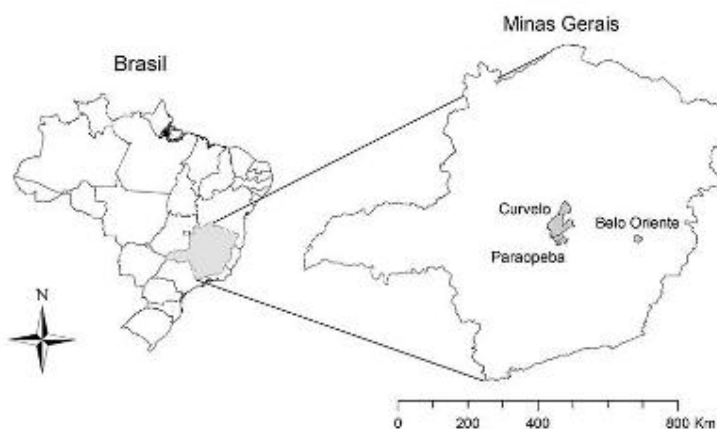 Minas Gerais
Brasil
Curvelo
Belo Oriente
Paraopeba
N
0 200 400 800 Km